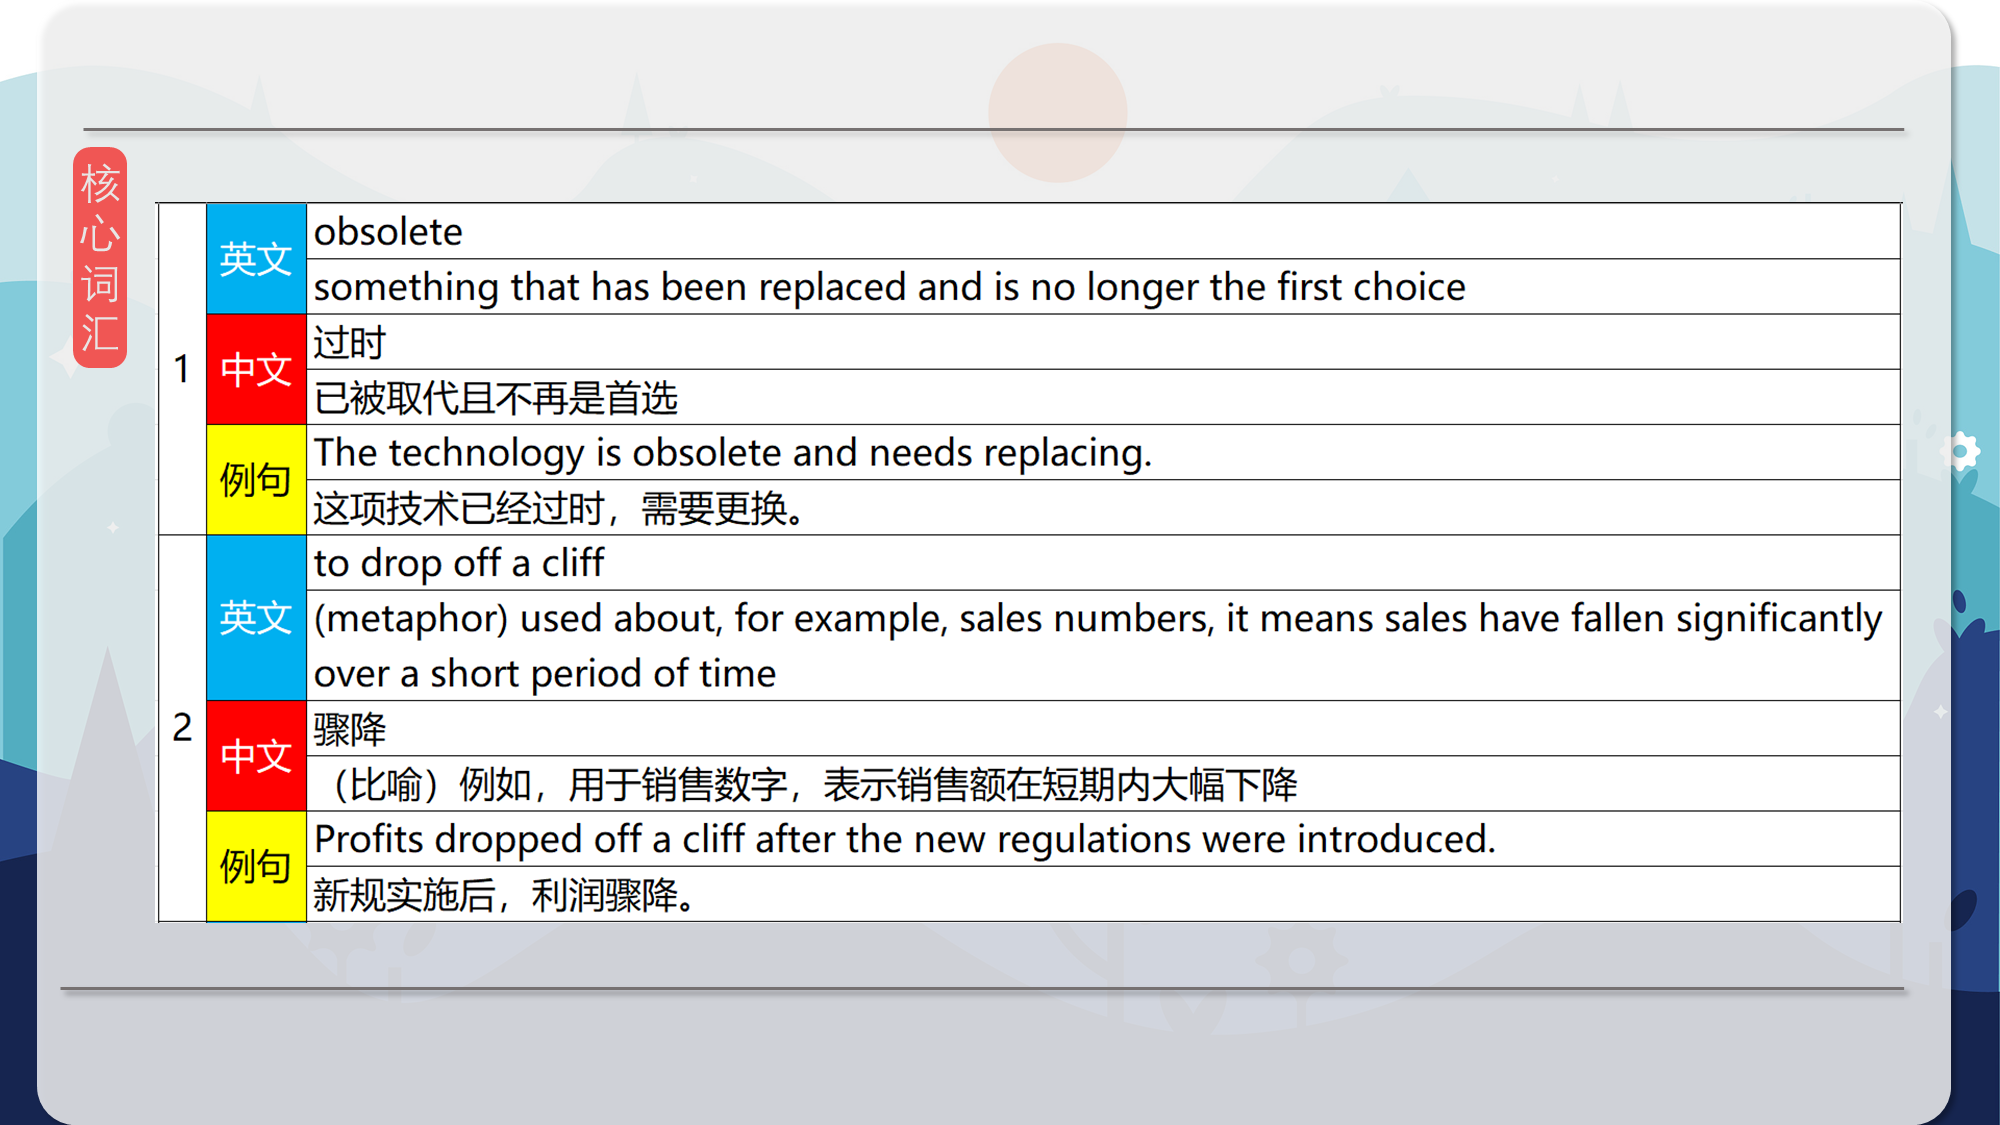 核心词汇
1
英文
obsolete
something that has been replaced and is no longer the first choice
中文
过时
已被取代且不再是首选
例句
The technology is obsolete and needs replacing.
这项技术已经过时，需要更换。
2
英文
to drop off a cliff
(metaphor) used about, for example, sales numbers, it means sales have fallen significantly
over a short period of time
中文
骤降
（比喻）例如，用于销售数字，表示销售额在短期内大幅下降
例句
Profits dropped off a cliff after the new regulations were introduced.
新规实施后，利润骤降。